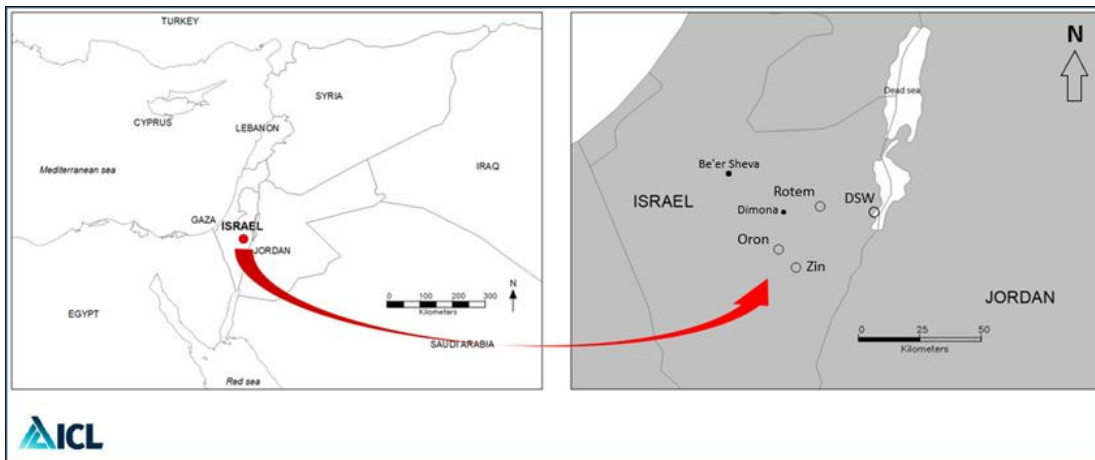 TURKEY
SYRIA
CYPRUS
LEBANON
Mediterranean sea
IRAQ
GAZA
ISRAEL
JORDAN
N
0 100 200 300
Kilometers
EGYPT
SAUDI ARABIA
Red sea
N
Dead sea
Be'er Sheva
ISRAEL
Rotem
DSW
Dimona
Oron
Zin
JORDAN
0 25 50
Kilometers
ICL